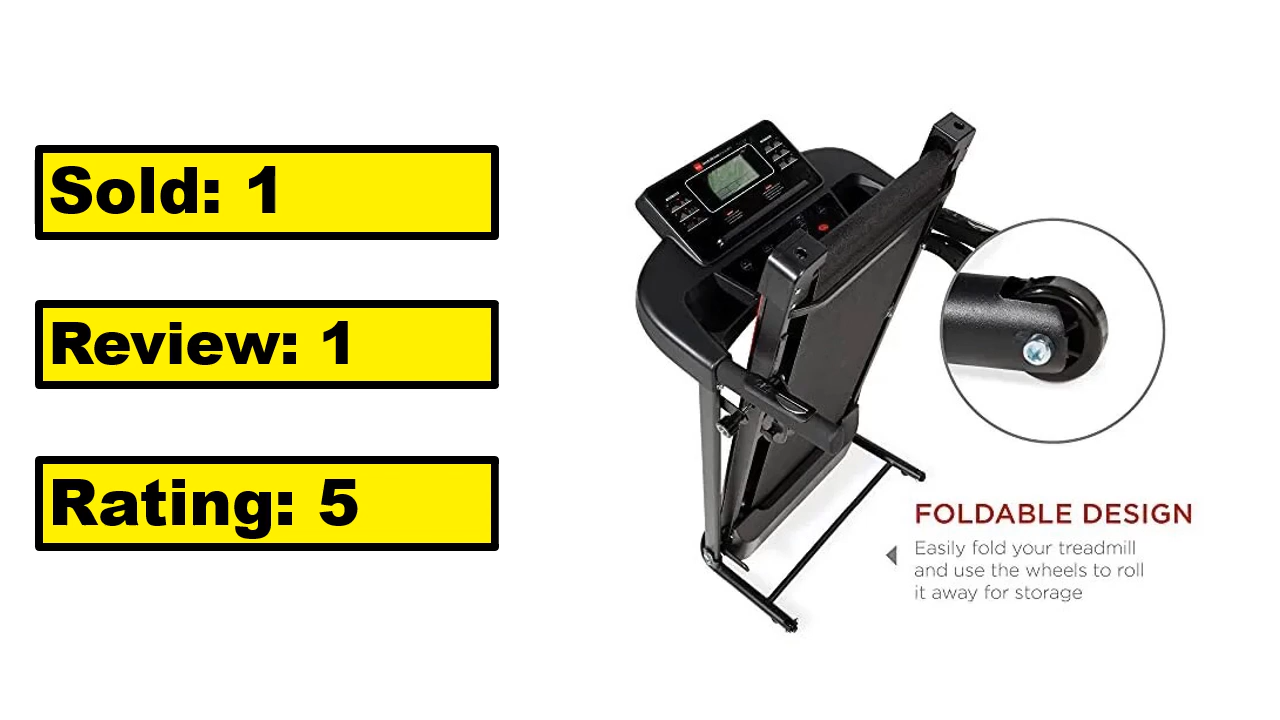 Sold: 1
Review: 1
Rating: 5
FOLDABLE DESIGN
Easily fold your treadmill
and use the wheels to roll
it away for storage